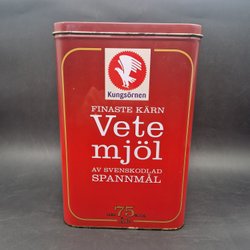 Kungsörnen
FINASTE KÄRN
Vete
mjöl
AV SVENSKODLAD
SPANNMÅL
75